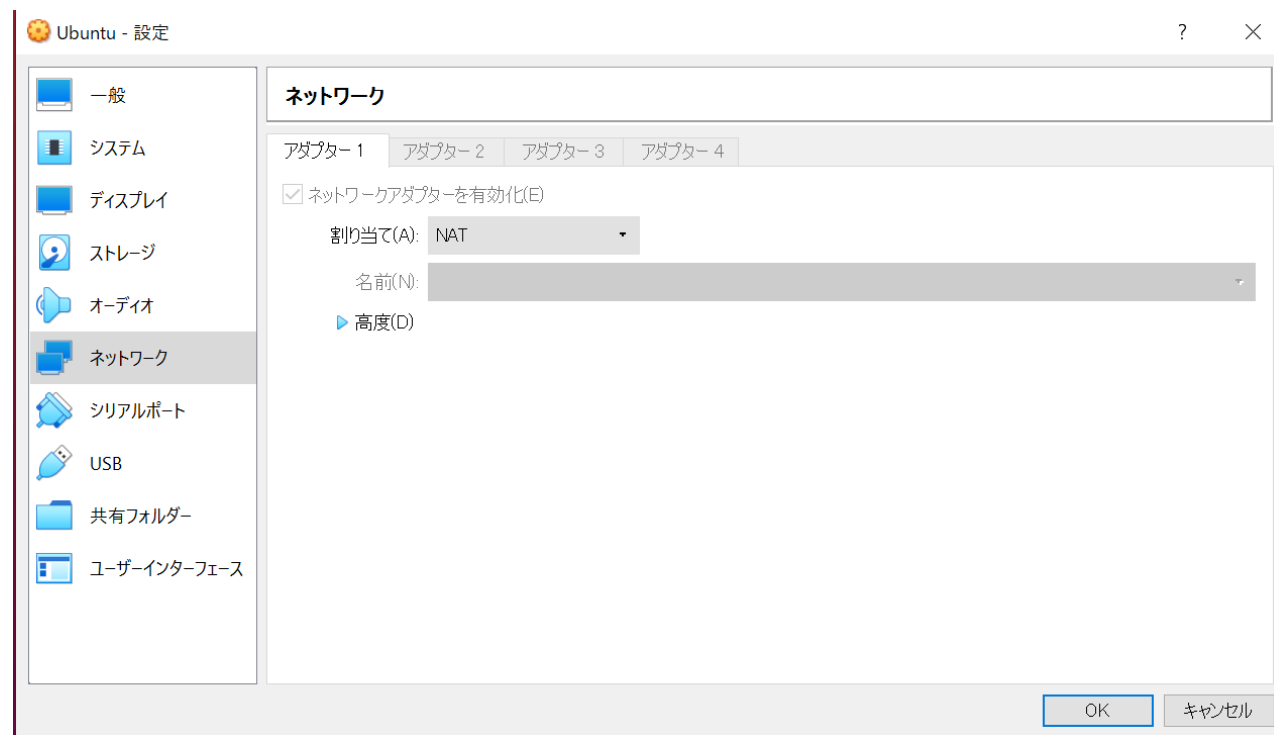 Ubuntu - 設定
?
一般
システム
ディスプレイ
ストレージ
オーディオ
ネットワーク
シリアルポート
USB
共有フォルダー
ユーザーインターフェース
ネットワーク
アダプター 1 アダプター 2 アダプター 3 アダプター 4
ネットワークアダプターを有効化(E)
割り当て(A): NAT
名前(N):
高度(D)
OK キャンセル